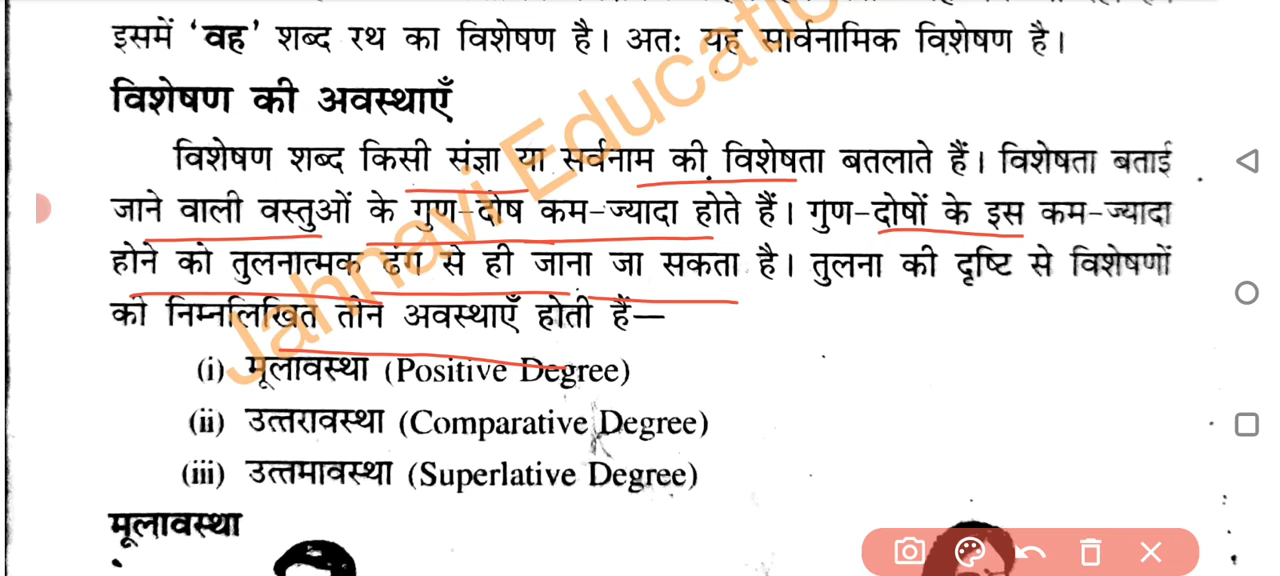 इसमें 'वह' शब्द रथ का विशेषण है। अतः यह सार्वनामिक विशेषण है।
विशेषण की अवस्थाएँ
विशेषण शब्द किसी संज्ञा या सर्वनाम की विशेषता बतलाते हैं। विशेषता बताई
जाने वाली वस्तुओं के गुण-दोष कम-ज्यादा होते हैं। गुण-दोषों के इस कम-ज्यादा
होने को तुलनात्मक ढंग से ही जाना जा सकता है। तुलना की दृष्टि से विशेषणों
की निम्नलिखित तीन अवस्थाएँ होती हैं—
(i) मूलावस्था (Positive Degree)
(ii) उत्तरावस्था (Comparative Degree)
(iii) उत्तमावस्था (Superlative Degree)
मूलावस्था
Jahnavi Education